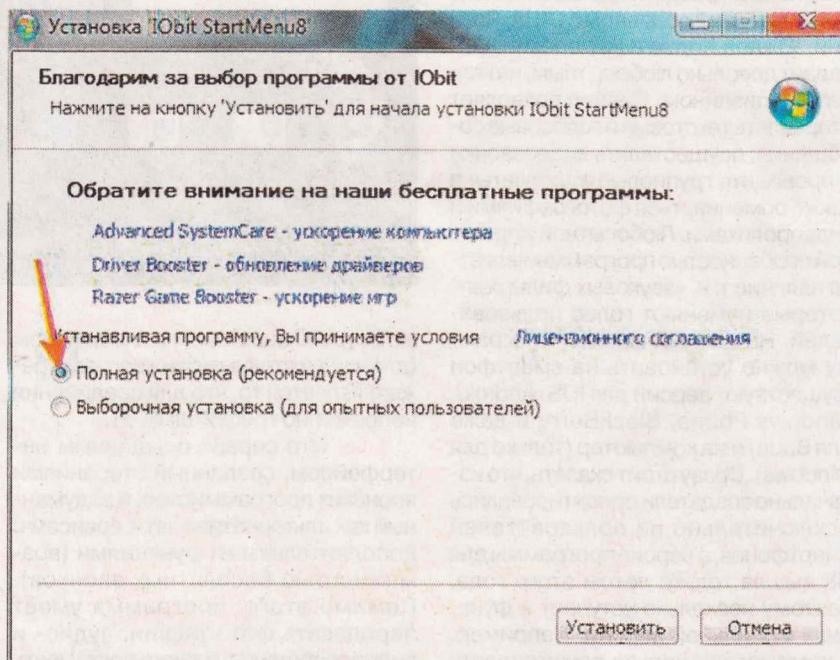 Установка 'IObit StartMenu8'
Благодарим за выбор программы от IObit
Нажмите на кнопку 'Установить' для начала установки IObit StartMenu8
Обратите внимание на наши бесплатные программы:
Advanced SystemCare - ускорение компьютера
Driver Booster - обновление драйверов
Razer Game Booster - ускорение игр
Устанавливая программу, Вы принимаете условия Лицензионного соглашения
Полная установка (рекомендуется)
Выборочная установка (для опытных пользователей)
Установить Отмена